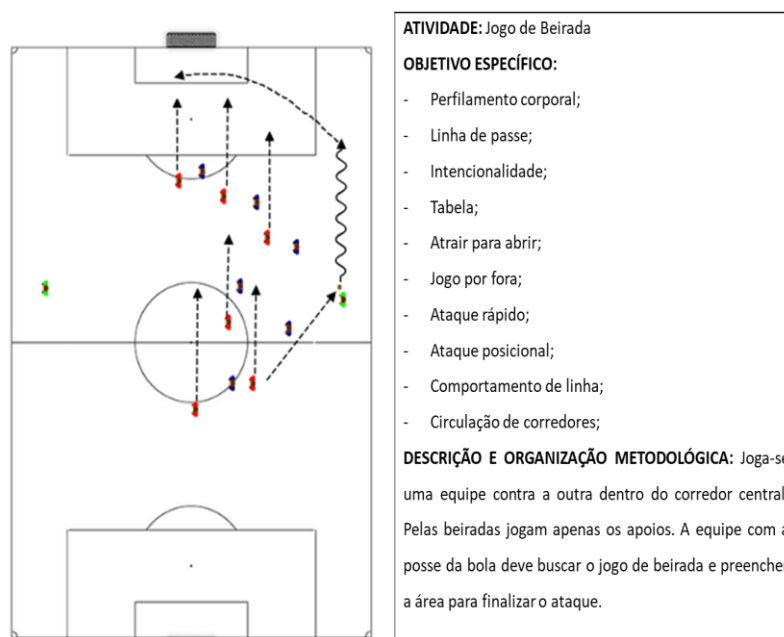 ATIVIDADE: Jogo de Beirada
OBJETIVO ESPECÍFICO:
- Perfilamento corporal;
- Linha de passe;
- Intencionalidade;
- Tabela;
- Atrair para abrir;
- Jogo por fora;
- Ataque rápido;
- Ataque posicional;
- Comportamento de linha;
- Circulação de corredores;
DESCRIÇÃO E ORGANIZAÇÃO METODOLÓGICA: Joga-se
uma equipe contra a outra dentro do corredor central.
Pelas beiradas jogam apenas os apoios. A equipe com a
posse da bola deve buscar o jogo de beirada e preencher
a área para finalizar o ataque.